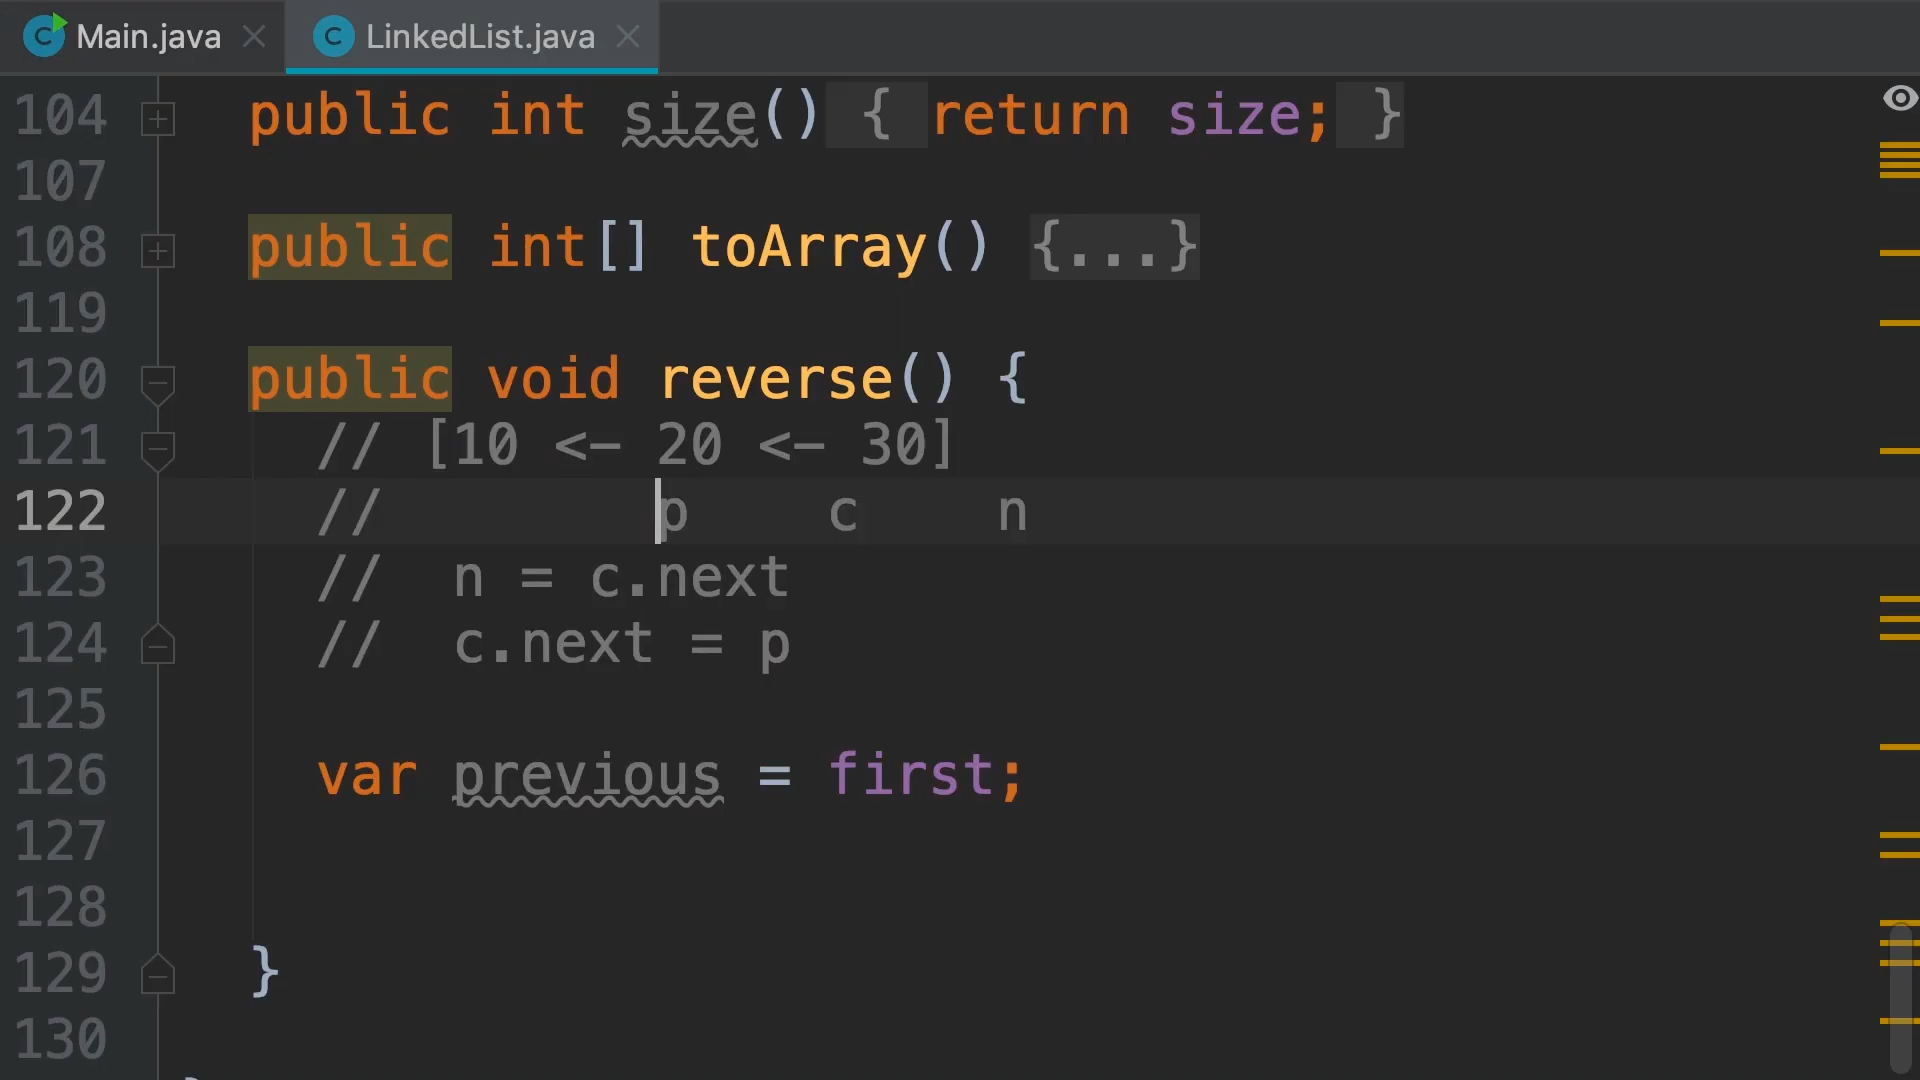 Main.java LinkedList.java
104 public int size() { return size; }
107
108 public int[] toArray() {...}
119
120 public void reverse() {
121 // [10 <- 20 <- 30]
122 // p c n
123 // n = c.next
124 // c.next = p
125
126 var previous = first;
127
128
129 }
130